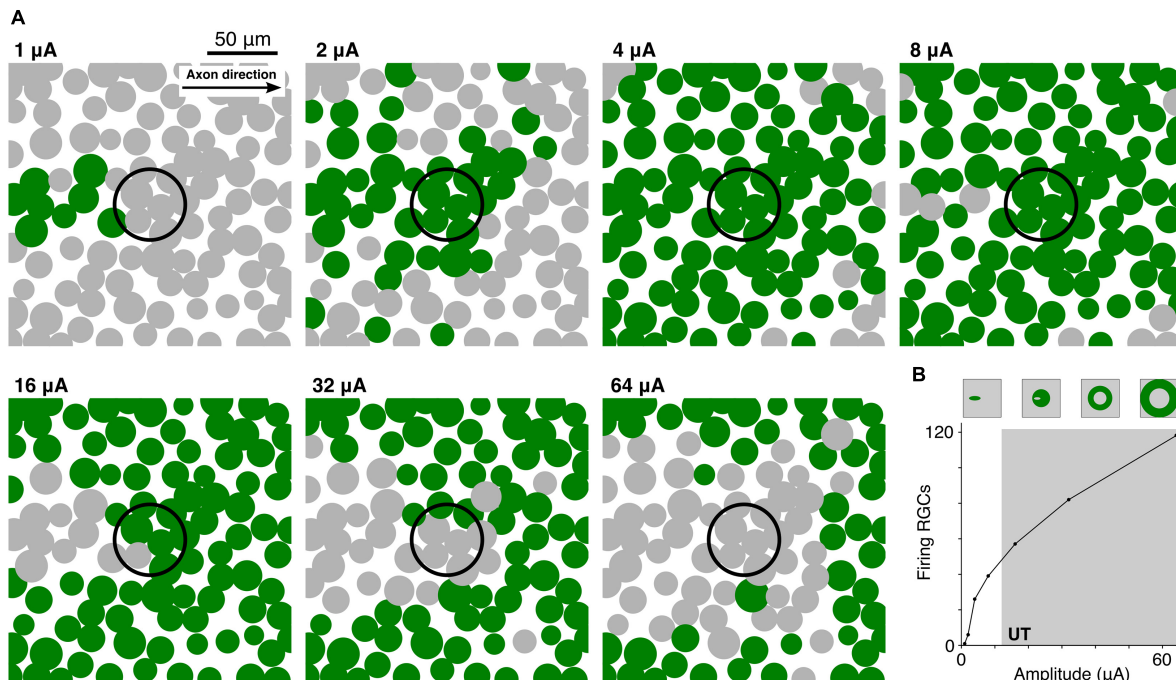 A
1 µA
50 µm
Axon direction
2 µA
4 µA
8 µA
16 µA
32 µA
64 µA
B
120
Firing RGCs
0
UT
0
60
Amplitude (µA)